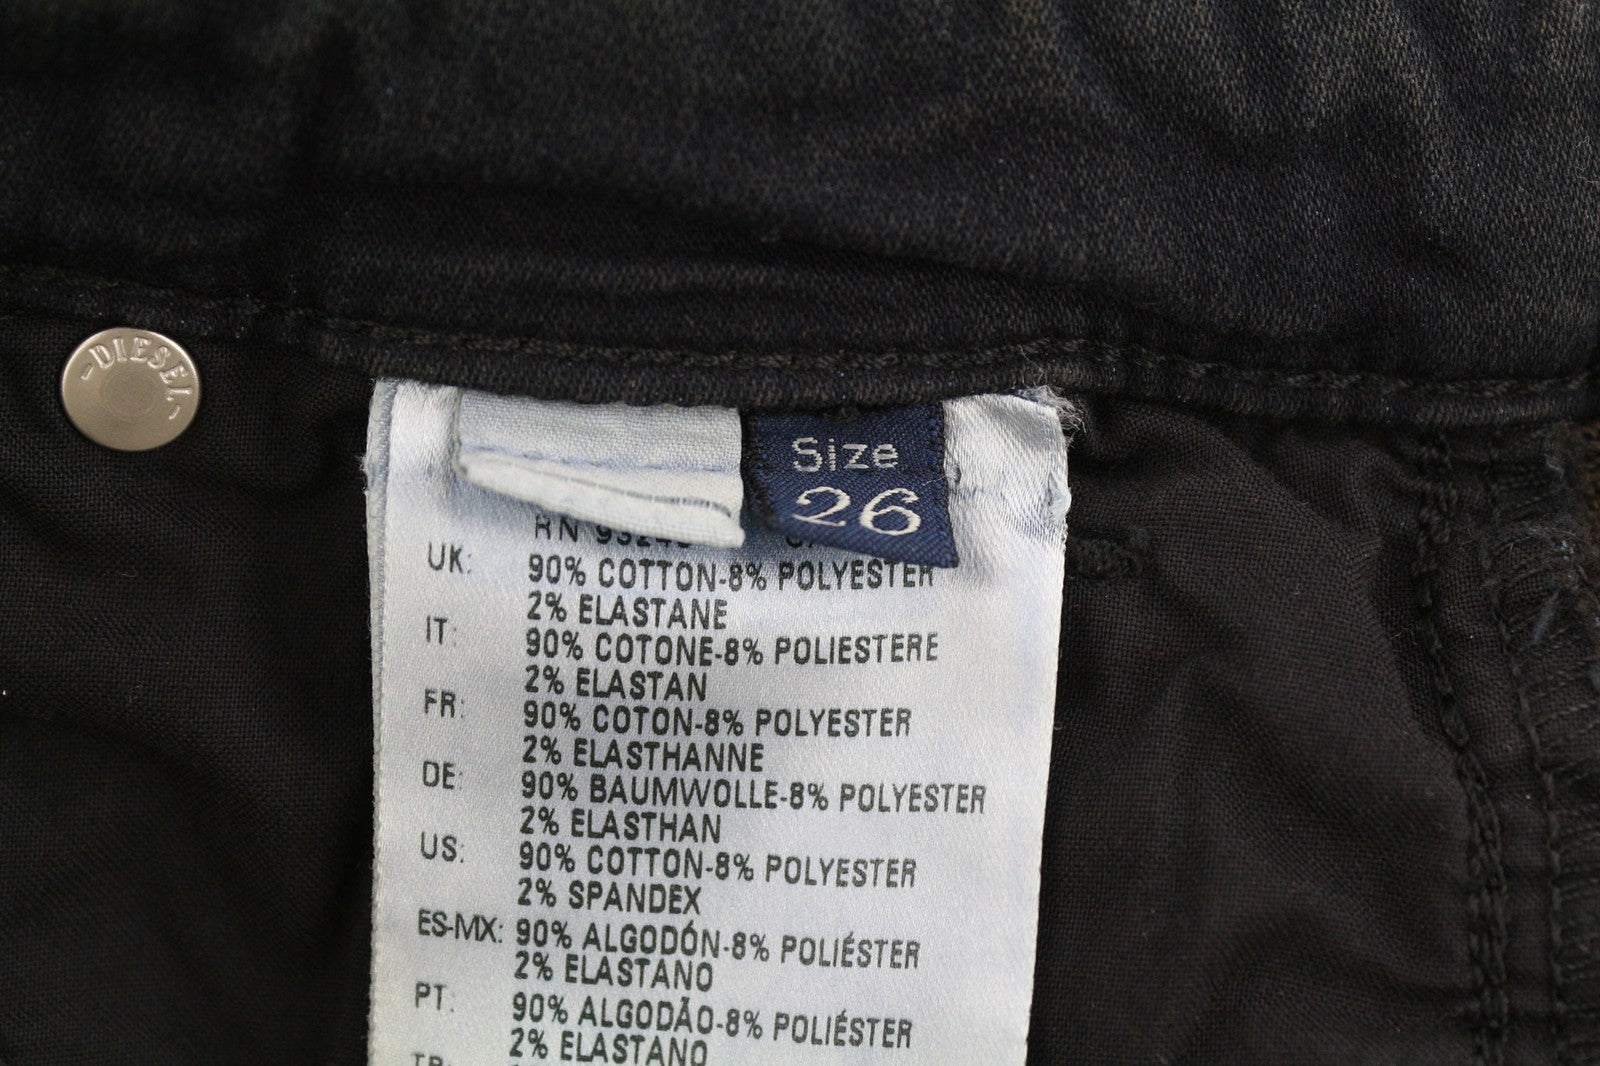 -DIESEL-
Size
26
RN 93243
UK: 90% COTTON-8% POLYESTER
2% ELASTANE
IT: 90% COTONE-8% POLIESTERE
2% ELASTAN
FR: 90% COTON-8% POLYESTER
2% ELASTHANNE
DE: 90% BAUMWOLLE-8% POLYESTER
2% ELASTHAN
US: 90% COTTON-8% POLYESTER
2% SPANDEX
ES-MX: 90% ALGODÓN-8% POLIÉSTER
2% ELASTANO
PT: 90% ALGODÃO-8% POLIÉSTER
2% ELASTANO